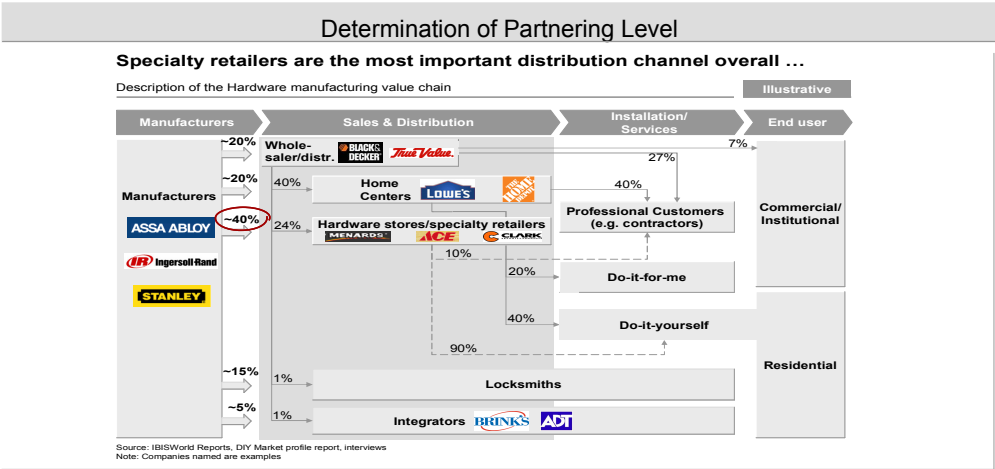 Determination of Partnering Level
Specialty retailers are the most important distribution channel overall ...
Description of the Hardware manufacturing value chain
Illustrative
Manufacturers
Sales & Distribution
Installation/
Services
End user
~20%
Whole-
saler/distr.
BLACK&
DECKER
True Value.
7%
27%
~20%
40%
Home
Centers
LOWE'S
THE
HOME
DEPOT
40%
Manufacturers
ASSA ABLOY
IR Ingersoll-Rand
STANLEY
~40%
24%
Hardware stores/specialty retailers
MENARDS
ACE
CLARK
Professional Customers
(e.g. contractors)
Commercial/
Institutional
10%
20%
Do-it-for-me
40%
Do-it-yourself
90%
Residential
~15%
1%
Locksmiths
~5%
1%
Integrators
BRINK'S
ADT
Source: IBISWorld Reports, DIY Market profile report, interviews
Note: Companies named are examples